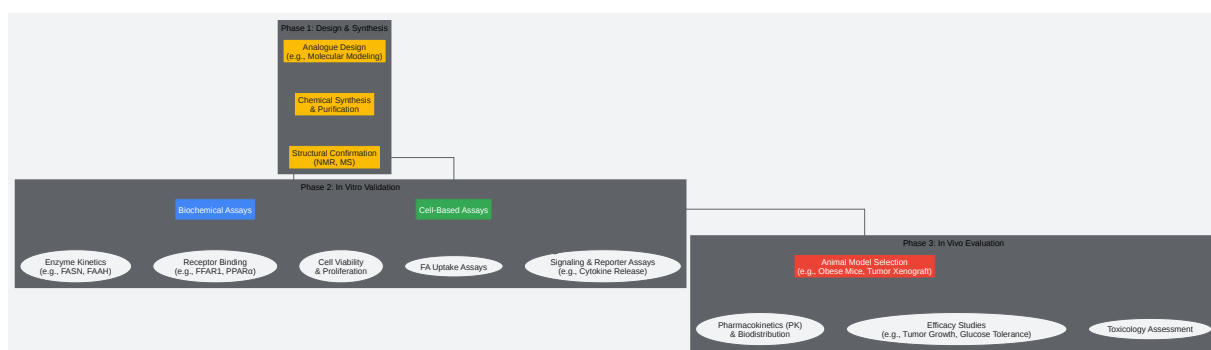 Phase 1: Design & Synthesis
Analogue Design
(e.g., Molecular Modeling)
Chemical Synthesis
& Purification
Structural Confirmation
(NMR, MS)
Phase 2: In Vitro Validation
Biochemical Assays
Cell-Based Assays
Enzyme Kinetics
(e.g., FASN, FAAH)
Receptor Binding
(e.g., FFAR1, PPARα)
Cell Viability
& Proliferation
FA Uptake Assays
Signaling & Reporter Assays
(e.g., Cytokine Release)
Phase 3: In Vivo Evaluation
Animal Model Selection
(e.g., Obese Mice, Tumor Xenograft)
Pharmacokinetics (PK)
& Biodistribution
Efficacy Studies
(e.g., Tumor Growth, Glucose Tolerance)
Toxicology Assessment